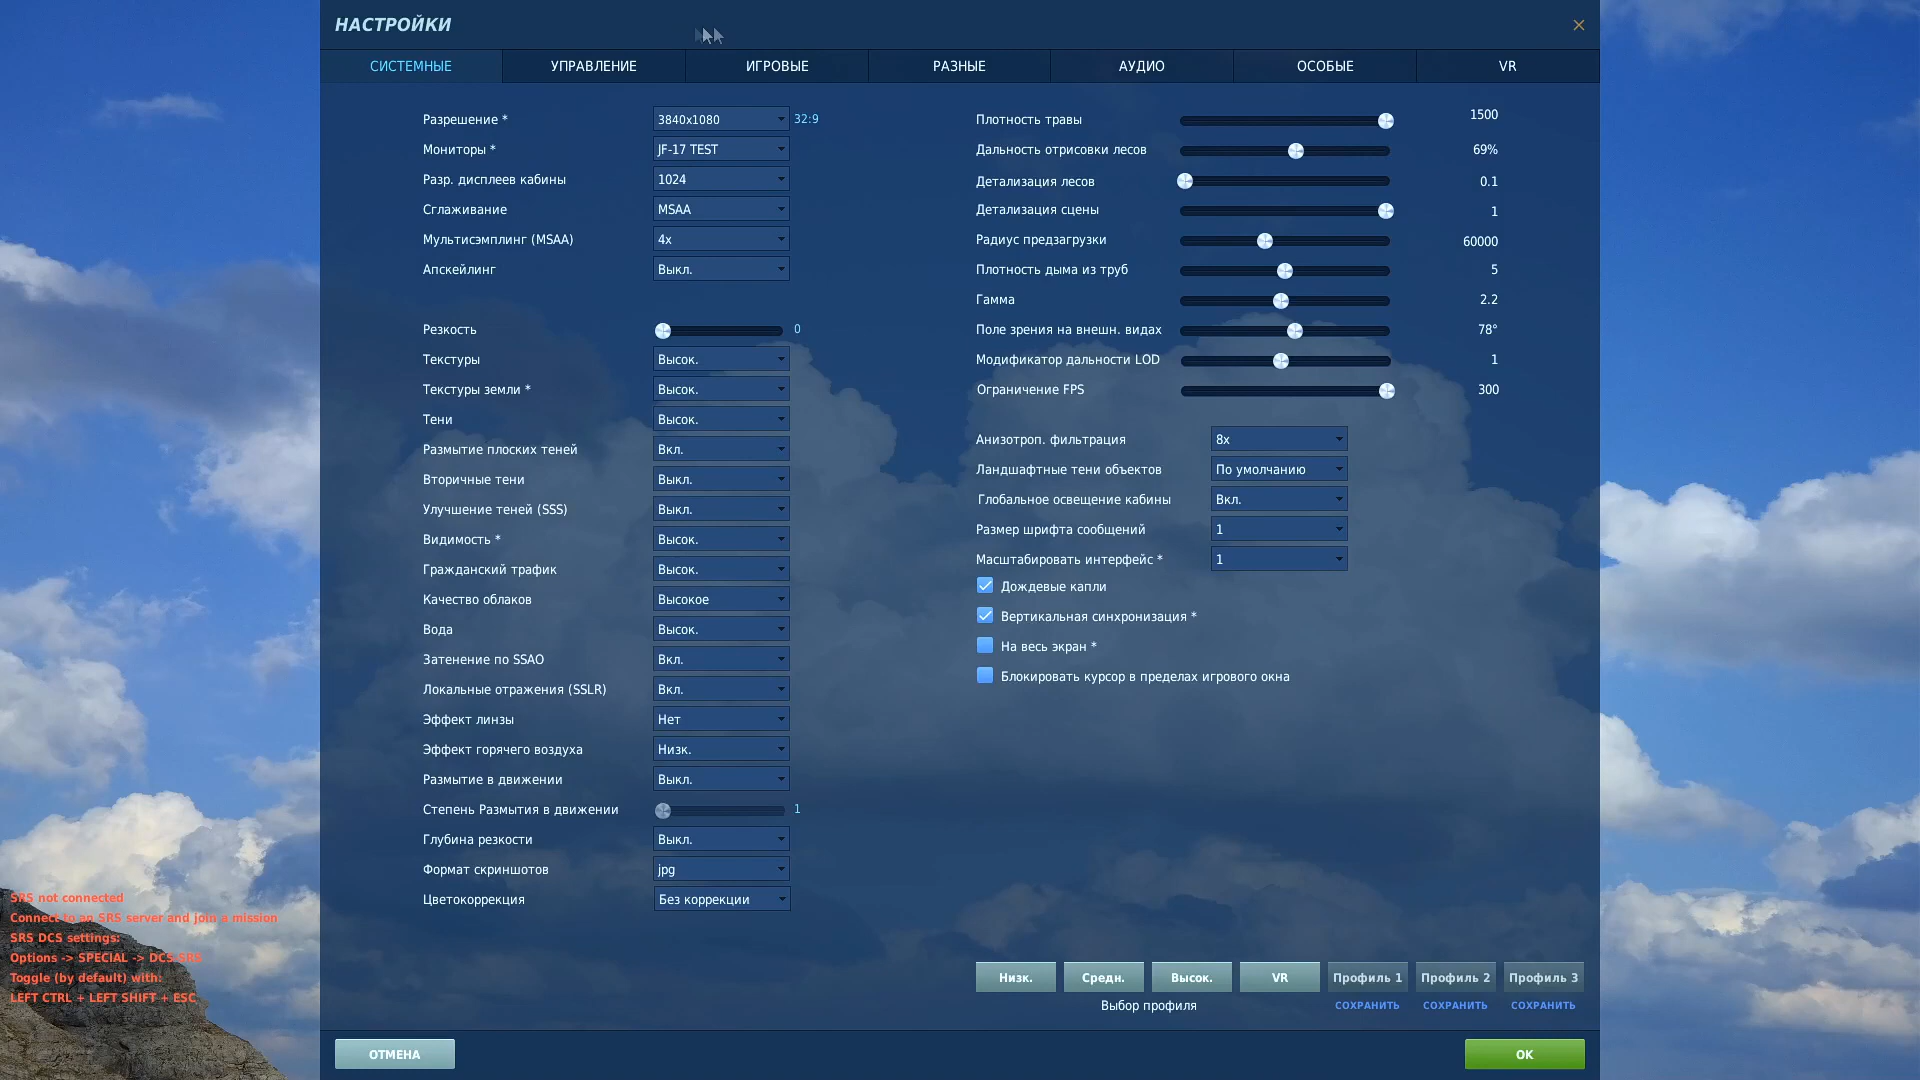 НАСТРОЙКИ
СИСТЕМНЫЕ
УПРАВЛЕНИЕ
ИГРОВЫЕ
РАЗНЫЕ
АУДИО
ОСОБЫЕ
VR
Разрешение * 3840x1080 32:9
Мониторы * JF-17 TEST
Разр. дисплеев кабины 1024
Сглаживание MSAA
Мультисэмплинг (MSAA) 4x
Апскейлинг Выкл.
Резкость 0
Текстуры Высок.
Текстуры земли * Высок.
Тени Высок.
Размытие плоских теней Вкл.
Вторичные тени Выкл.
Улучшение теней (SSS) Выкл.
Видимость * Высок.
Гражданский трафик Высок.
Качество облаков Высокое
Вода Высок.
Затенение по SSAO Вкл.
Локальные отражения (SSLR) Вкл.
Эффект линзы Нет
Эффект горячего воздуха Низк.
Размытие в движении Выкл.
Степень Размытия в движении 1
Глубина резкости Выкл.
Формат скриншотов jpg
Цветокоррекция Без коррекции
Плотность травы 1500
Дальность отрисовки лесов 69%
Детализация лесов 0.1
Детализация сцены 1
Радиус предзагрузки 60000
Плотность дыма из труб 5
Гамма 2.2
Поле зрения на внешн. видах 78°
Модификатор дальности LOD 1
Ограничение FPS 300
Анизотроп. фильтрация 8x
Ландшафтные тени объектов По умолчанию
Глобальное освещение кабины Вкл.
Размер шрифта сообщений 1
Масштабировать интерфейс * 1
Дождевые капли
Вертикальная синхронизация *
На весь экран *
Блокировать курсор в пределах игрового окна
Низк. Средн. Высок. VR Профиль 1 Профиль 2 Профиль 3
Выбор профиля СОХРАНИТЬ СОХРАНИТЬ СОХРАНИТЬ
SRS not connected
Connect to an SRS server and join a mission
SRS DCS settings:
Options -> SPECIAL -> DCS-SRS
Toggle (by default) with:
LEFT CTRL + LEFT SHIFT + ESC
ОТМЕНА
OK